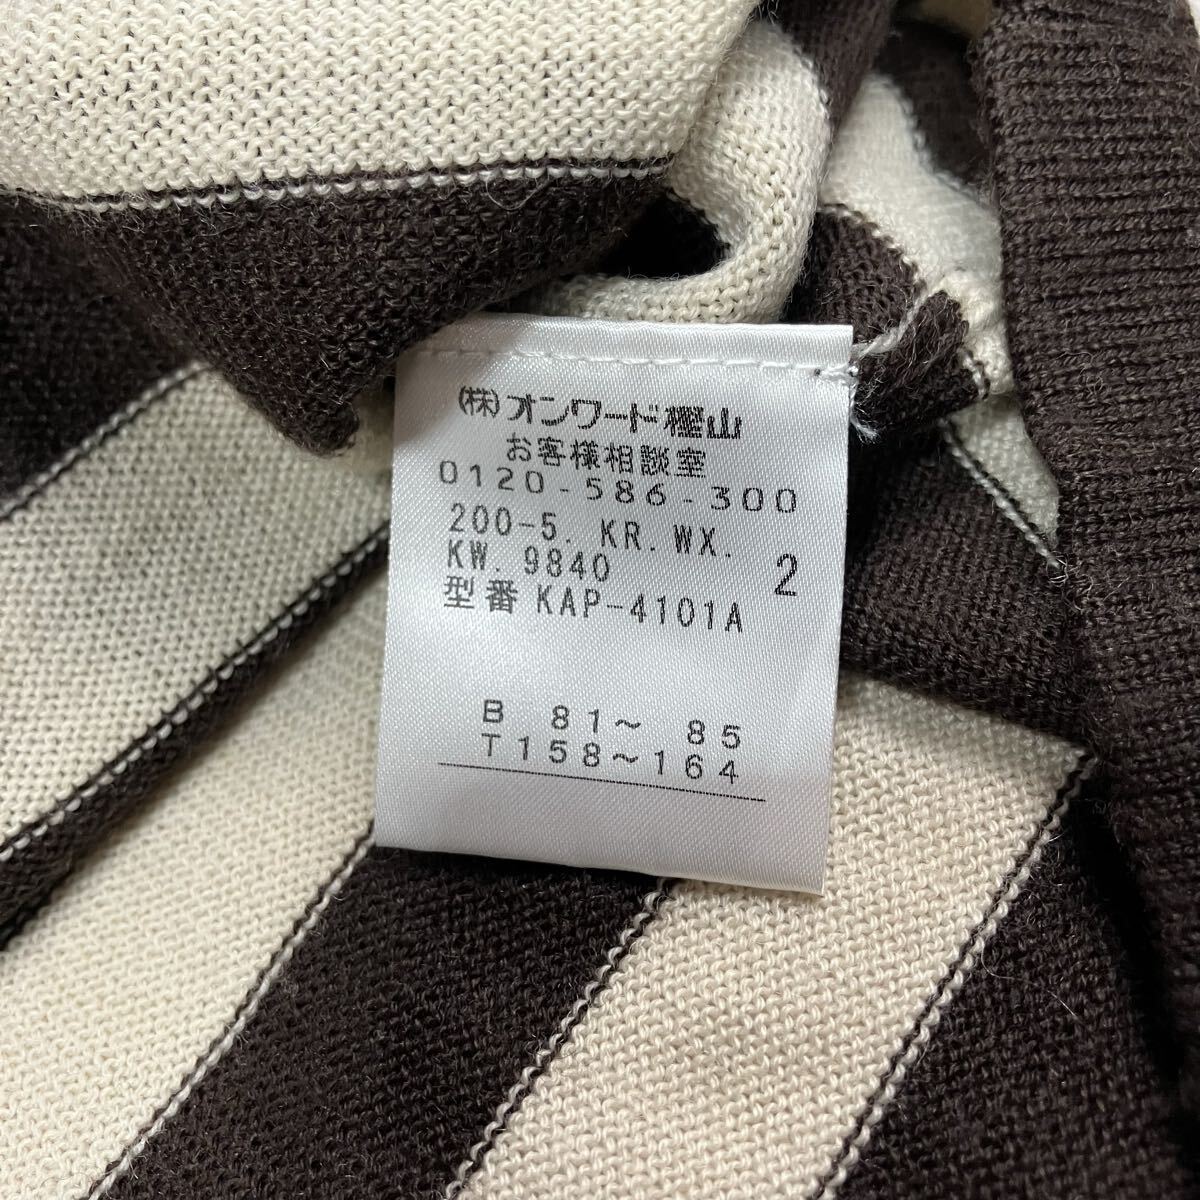 (株)オンワード樫山
お客様相談室
0120-586-300
200-5. KR. WX.
KW. 9840
2
型番 KAP-4101A
B 81〜 85
T158〜164